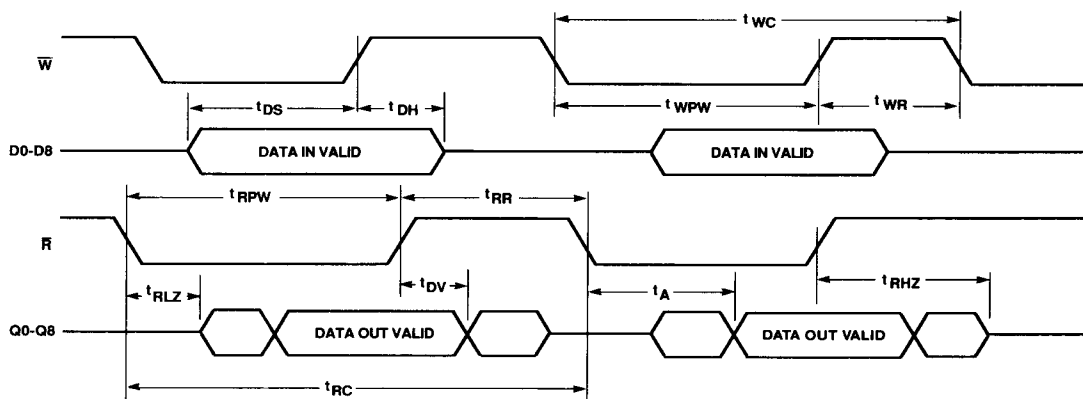 t WC
W̅
t DS
t DH
t WPW
t WR
D0-D8
DATA IN VALID
DATA IN VALID
t RPW
t RR
R̅
t RLZ
t DV
t A
t RHZ
Q0-Q8
DATA OUT VALID
DATA OUT VALID
t RC